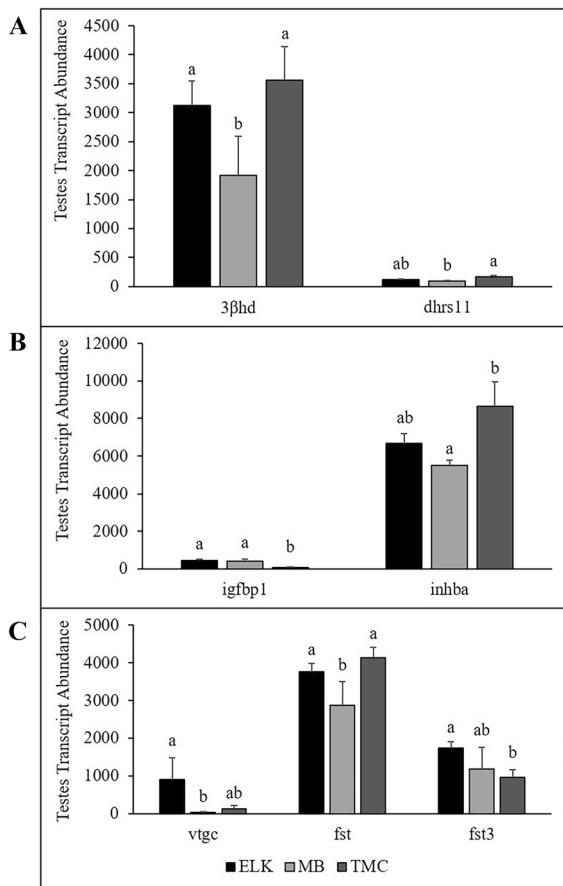 A
Testes Transcript Abundance
4500
4000
3500
3000
2500
2000
1500
1000
500
0
a
b
a
ab
b
a
3βhd
dhrs11
B
Testes Transcript Abundance
12000
10000
8000
6000
4000
2000
0
a
a
b
ab
a
b
igfbp1
inhba
C
Testes Transcript Abundance
5000
4000
3000
2000
1000
0
a
b
ab
a
b
a
a
ab
b
vtgc
fst
fst3
ELK MB TMC